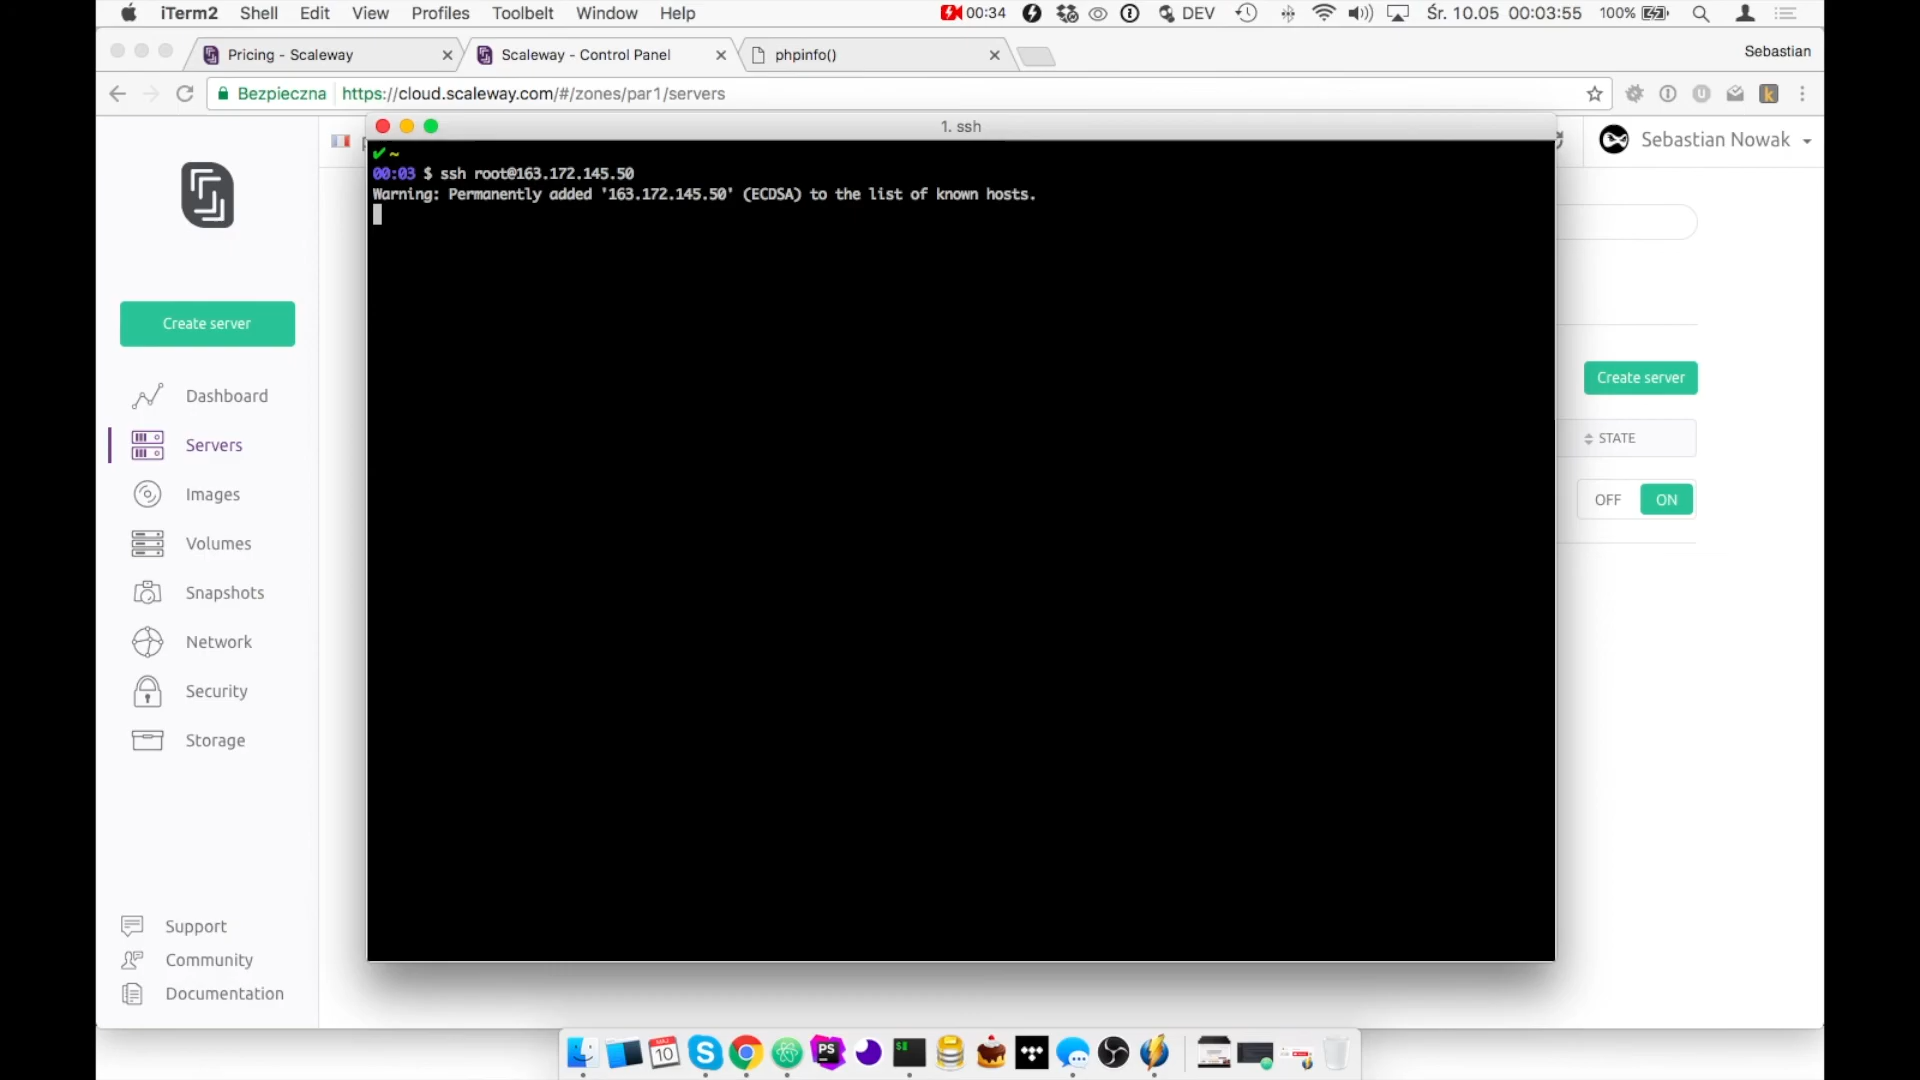 iTerm2 Shell Edit View Profiles Toolbelt Window Help 00:34 DEV Śr. 10.05 00:03:55 100%
Pricing - Scaleway
Scaleway - Control Panel
phpinfo()
Sebastian
Bezpieczna https://cloud.scaleway.com/#/zones/par1/servers
1. ssh
~
00:03 $ ssh root@163.172.145.50
Warning: Permanently added '163.172.145.50' (ECDSA) to the list of known hosts.
Sebastian Nowak
Create server
Dashboard
Servers
Images
Volumes
Snapshots
Network
Security
Storage
Support
Community
Documentation
Create server
STATE
OFF ON
10
PS
$